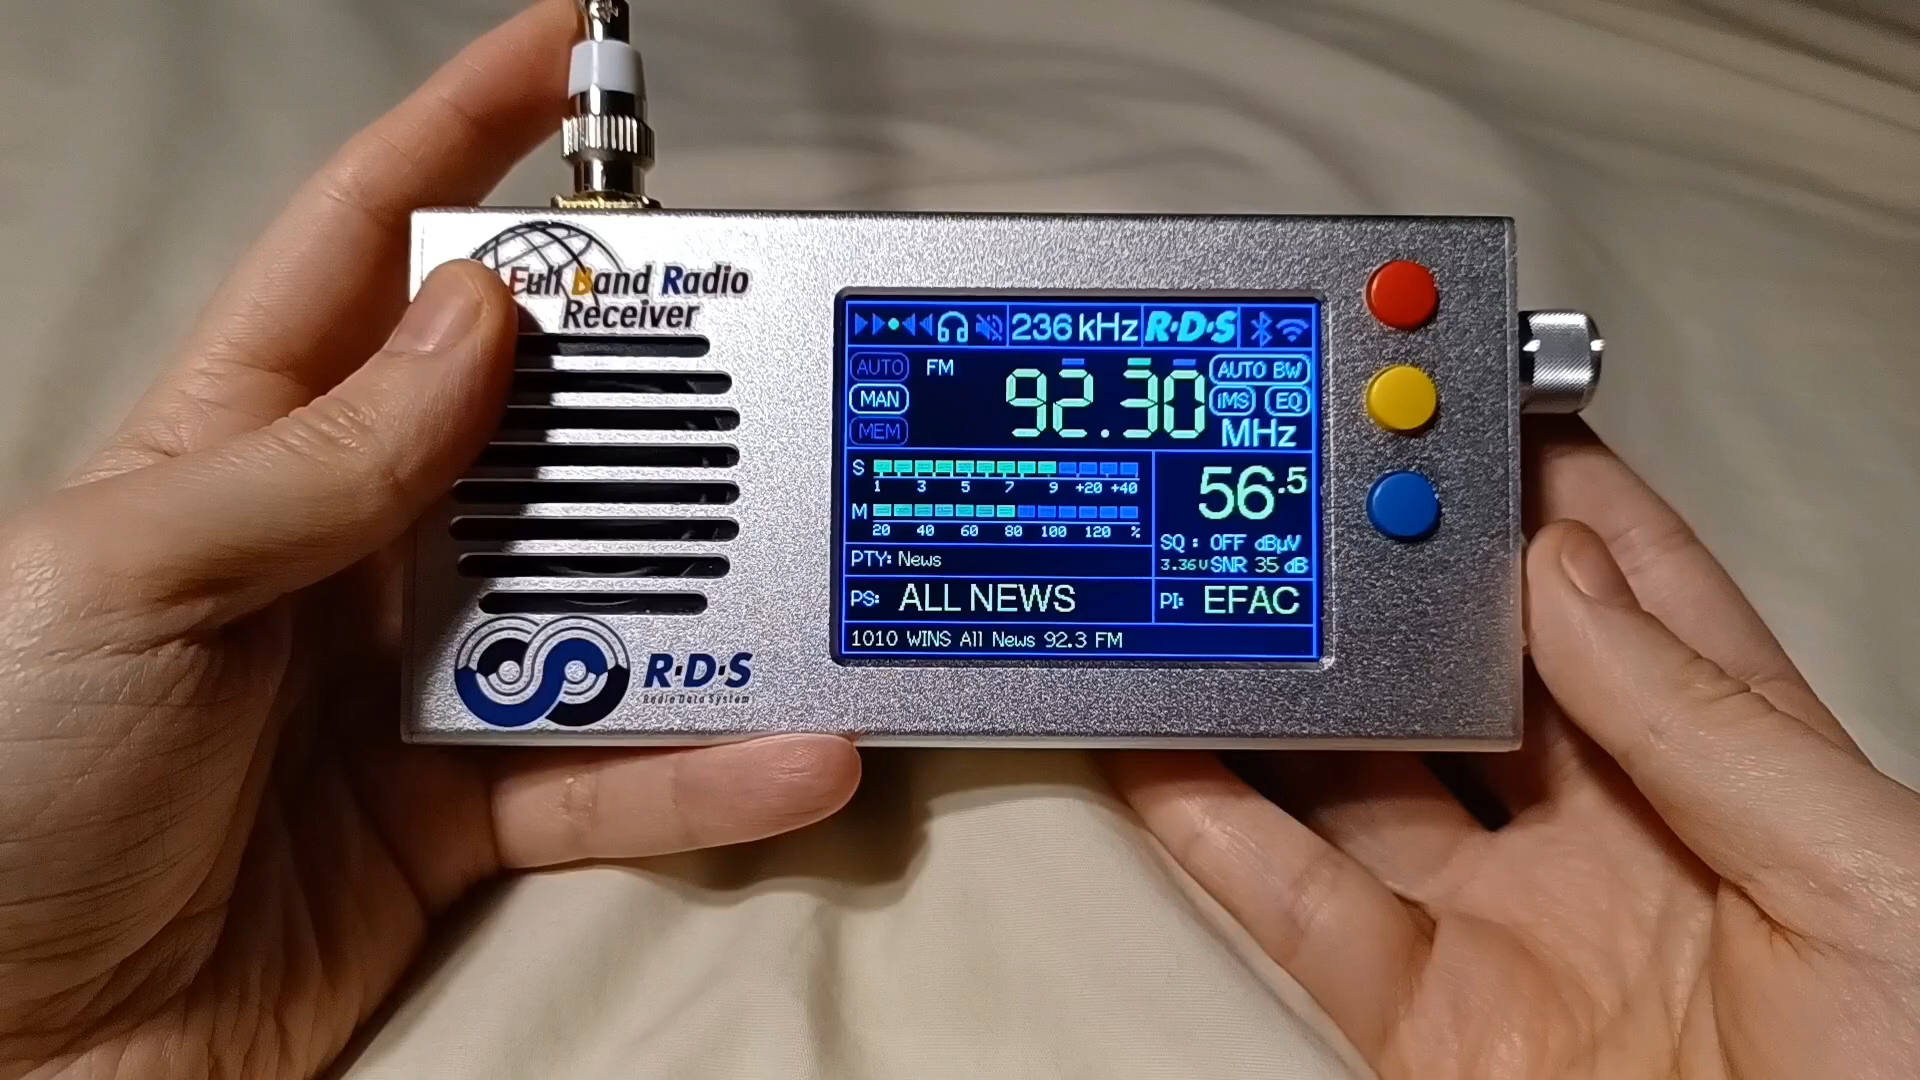 Full Band Radio
Receiver
236 kHz R·D·S
AUTO FM 92.30 AUTO BW
MAN iMS EQ
MEM MHz
S
1 3 5 7 9 +20 +40
56.5
M
20 40 60 80 100 120 %
SQ: OFF dBµV
PTY: News
3.36V SNR 35 dB
PS: ALL NEWS PI: EFAC
1010 WINS All News 92.3 FM
R·D·S
Radio Data System